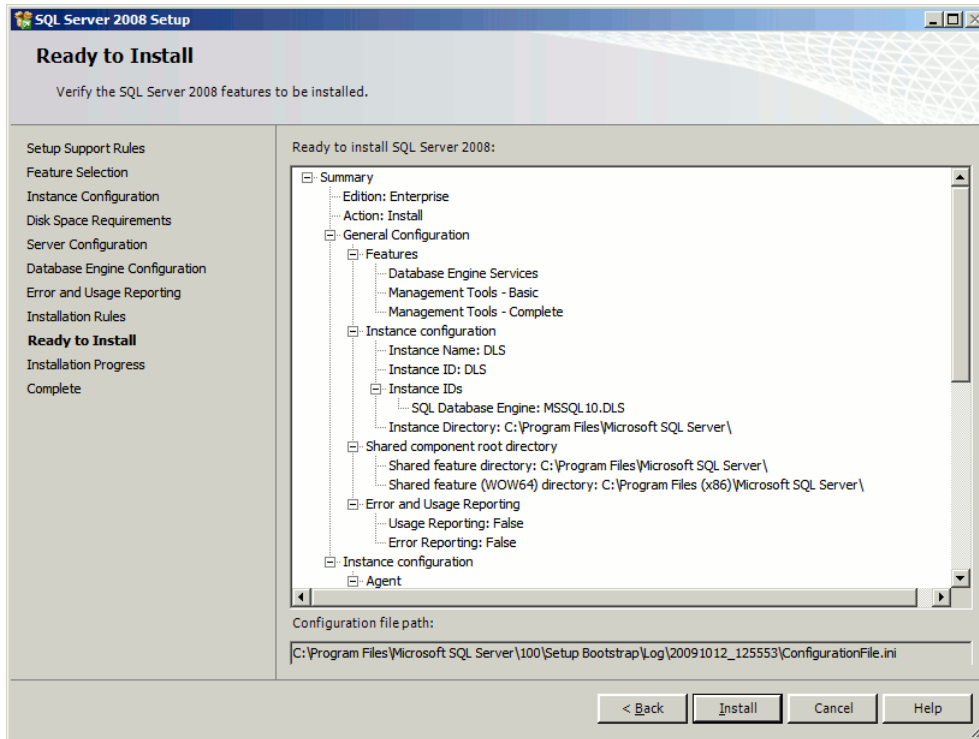 SQL Server 2008 Setup
Ready to Install
Verify the SQL Server 2008 features to be installed.
Setup Support Rules
Feature Selection
Instance Configuration
Disk Space Requirements
Server Configuration
Database Engine Configuration
Error and Usage Reporting
Installation Rules
Ready to Install
Installation Progress
Complete
Ready to install SQL Server 2008:
Summary
Edition: Enterprise
Action: Install
General Configuration
Features
Database Engine Services
Management Tools - Basic
Management Tools - Complete
Instance configuration
Instance Name: DLS
Instance ID: DLS
Instance IDs
SQL Database Engine: MSSQL10.DLS
Instance Directory: C:\Program Files\Microsoft SQL Server\
Shared component root directory
Shared feature directory: C:\Program Files\Microsoft SQL Server\
Shared feature (WOW64) directory: C:\Program Files (x86)\Microsoft SQL Server\
Error and Usage Reporting
Usage Reporting: False
Error Reporting: False
Instance configuration
Agent
Configuration file path:
C:\Program Files\Microsoft SQL Server\100\Setup Bootstrap\Log\20091012_125553\ConfigurationFile.ini
< Back Install Cancel Help